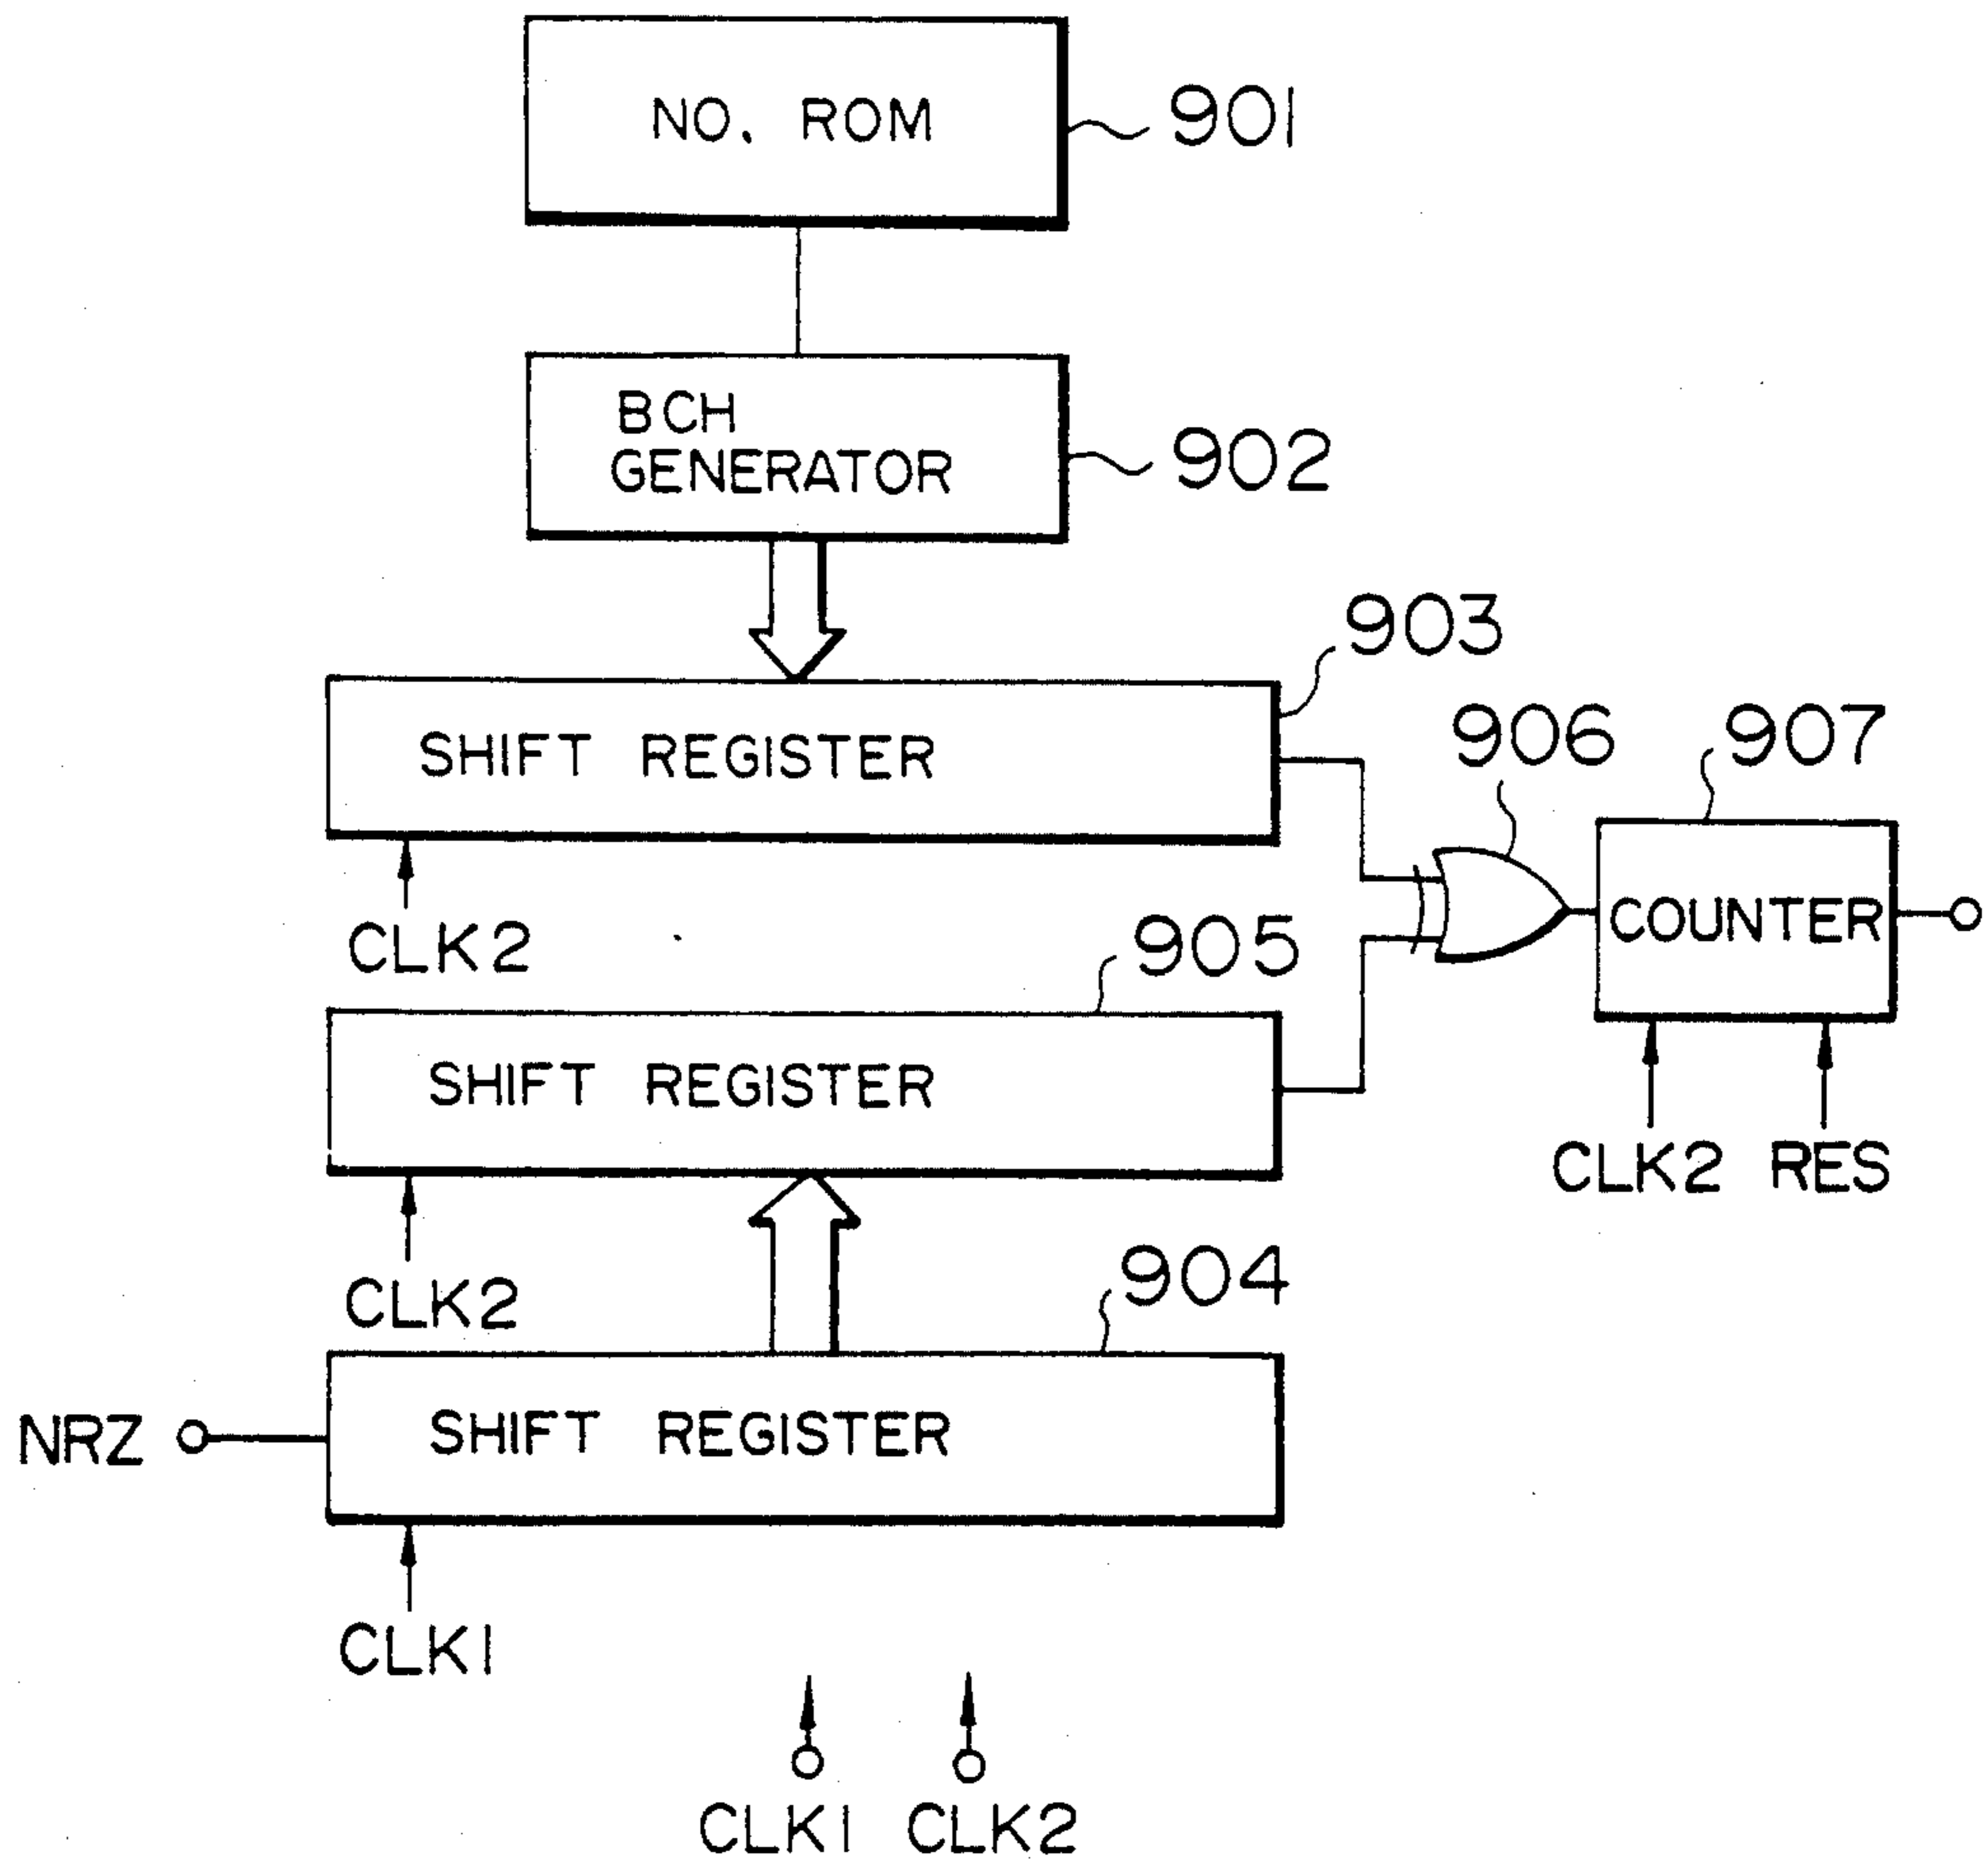 NO. ROM
901
BCH
GENERATOR
902
903
SHIFT REGISTER
906
907
COUNTER
CLK2
905
SHIFT REGISTER
CLK2 RES
CLK2
904
NRZ
SHIFT REGISTER
CLK1
CLK1 CLK2